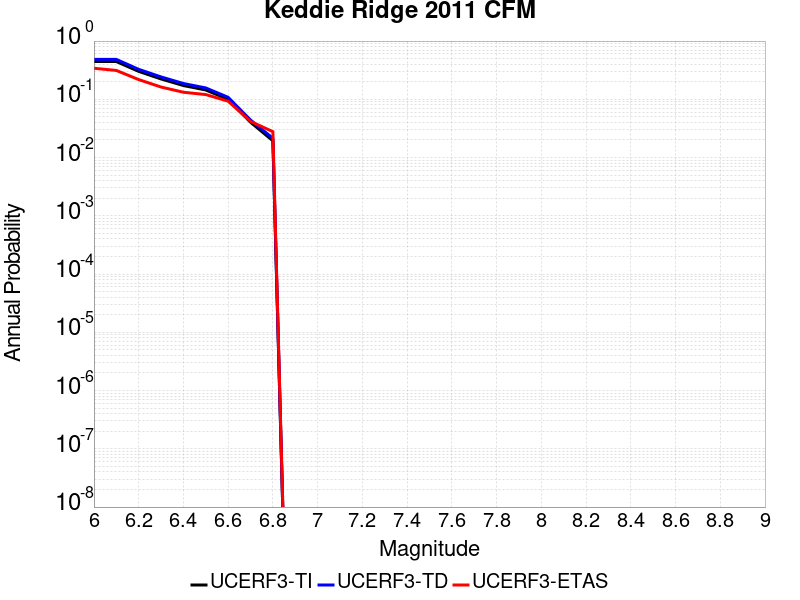 Keddie Ridge 2011 CFM
10^0
10^-1
10^-2
10^-3
10^-4
10^-5
10^-6
10^-7
10^-8
Annual Probability
6 6.2 6.4 6.6 6.8 7 7.2 7.4 7.6 7.8 8 8.2 8.4 8.6 8.8 9
Magnitude
UCERF3-TI UCERF3-TD UCERF3-ETAS